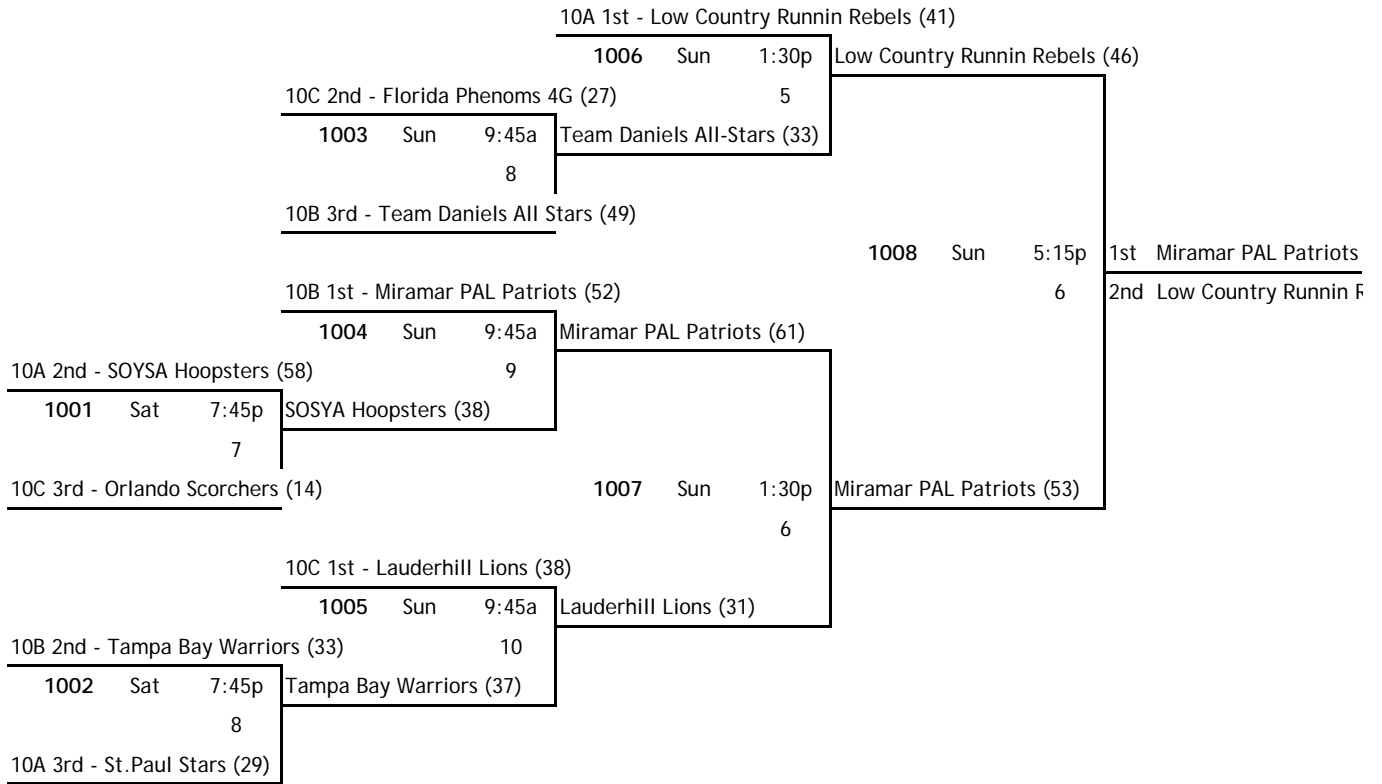 10A 1st - Low Country Runnin Rebels (41)
1006 Sun 1:30p Low Country Runnin Rebels (46)
10C 2nd - Florida Phenoms 4G (27) 5
1003 Sun 9:45a Team Daniels All-Stars (33)
8
10B 3rd - Team Daniels All Stars (49)
1008 Sun 5:15p 1st Miramar PAL Patriots
10B 1st - Miramar PAL Patriots (52) 6 2nd Low Country Runnin
1004 Sun 9:45a Miramar PAL Patriots (61)
10A 2nd - SOYSA Hoopsters (58) 9
1001 Sat 7:45p SOSYA Hoopsters (38)
7
10C 3rd - Orlando Scorchers (14) 1007 Sun 1:30p Miramar PAL Patriots (53)
6
10C 1st - Lauderhill Lions (38)
1005 Sun 9:45a Lauderhill Lions (31)
10B 2nd - Tampa Bay Warriors (33) 10
1002 Sat 7:45p Tampa Bay Warriors (37)
8
10A 3rd - St.Paul Stars (29)